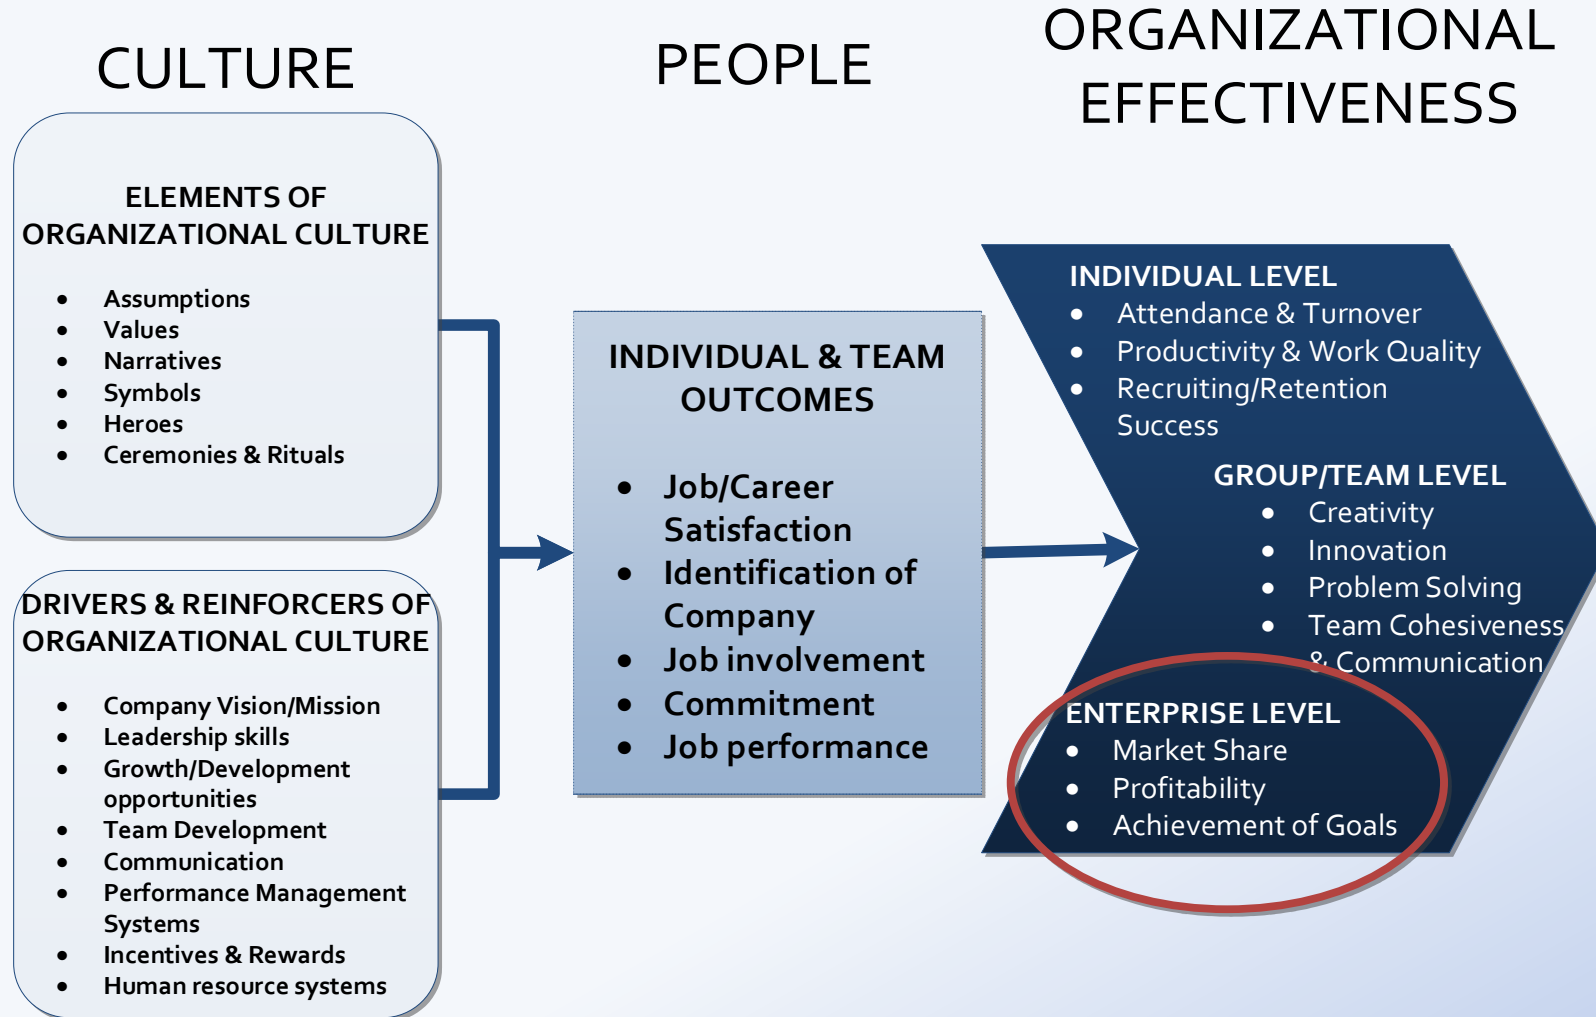 CULTURE
ELEMENTS OF
ORGANIZATIONAL CULTURE
• Assumptions
• Values
• Narratives
• Symbols
• Heroes
• Ceremonies & Rituals
DRIVERS & REINFORCERS OF
ORGANIZATIONAL CULTURE
• Company Vision/Mission
• Leadership skills
• Growth/Development
opportunities
• Team Development
• Communication
• Performance Management
Systems
• Incentives & Rewards
• Human resource systems
PEOPLE
INDIVIDUAL & TEAM
OUTCOMES
• Job/Career
Satisfaction
• Identification of
Company
• Job involvement
• Commitment
• Job performance
ORGANIZATIONAL
EFFECTIVENESS
INDIVIDUAL LEVEL
• Attendance & Turnover
• Productivity & Work Quality
• Recruiting/Retention
Success
GROUP/TEAM LEVEL
• Creativity
• Innovation
• Problem Solving
• Team Cohesiveness
& Communication
ENTERPRISE LEVEL
• Market Share
• Profitability
• Achievement of Goals